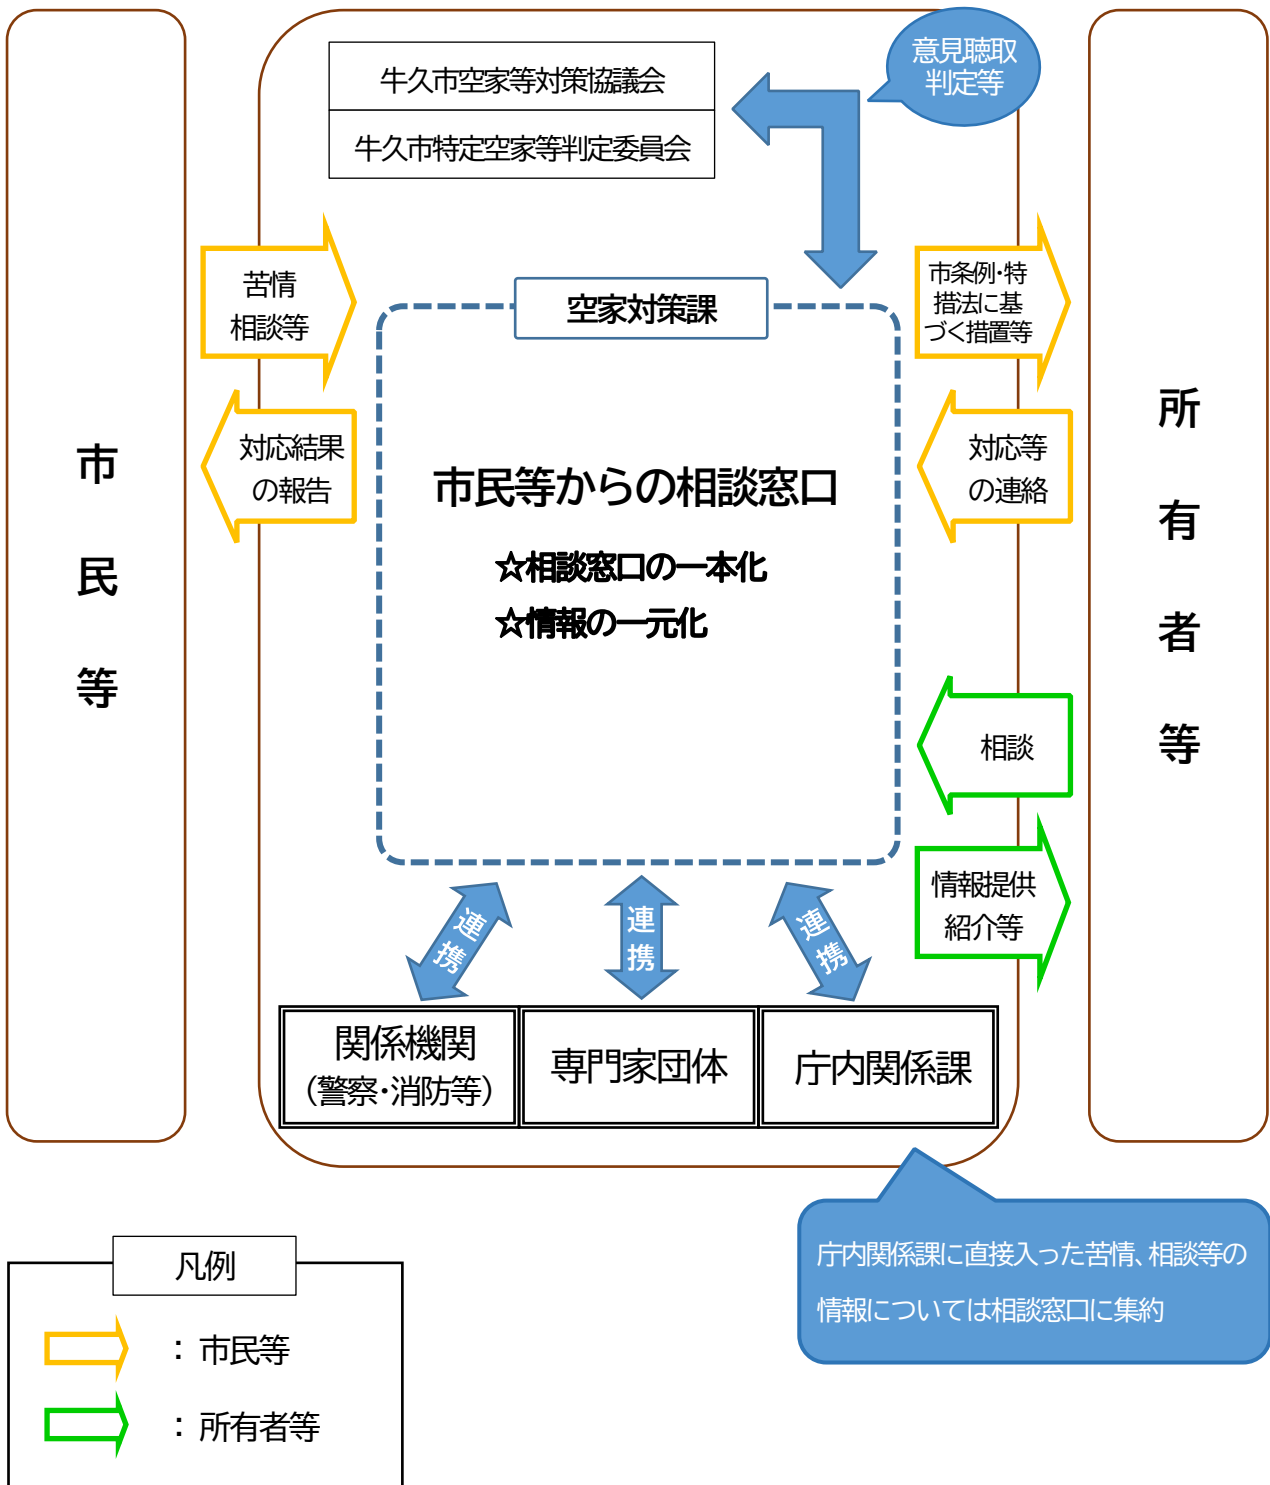 牛久市空家等対策協議会
牛久市特定空家等判定委員会
意見聴取
判定等
苦情
相談等
対応結果
の報告
市民等
空家対策課
市民等からの相談窓口
☆相談窓口の一本化
☆情報の一元化
市条例・特
措法に基
づく措置等
対応等
の連絡
相談
情報提供
紹介等
所有者等
連携
連携
連携
関係機関
（警察・消防等）
専門家団体
庁内関係課
庁内関係課に直接入った苦情、相談等の
情報については相談窓口に集約
凡例
：市民等
：所有者等